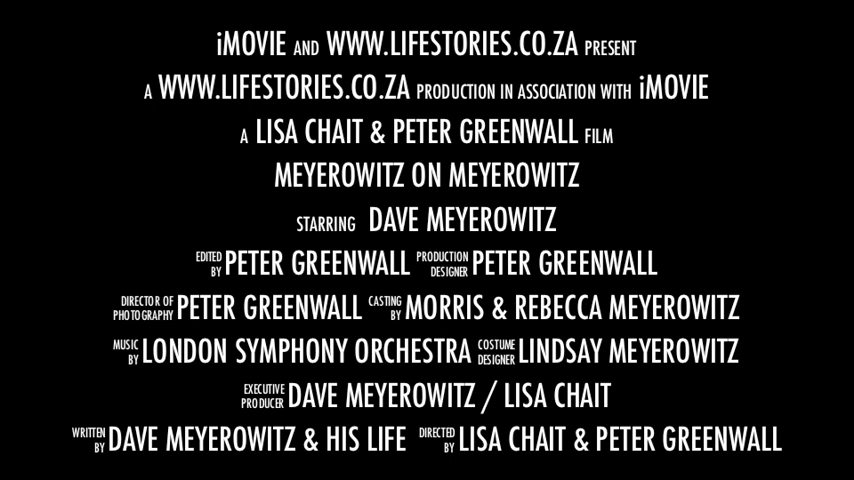 iMOVIE AND WWW.LIFESTORIES.CO.ZA PRESENT
A WWW.LIFESTORIES.CO.ZA PRODUCTION IN ASSOCIATION WITH iMOVIE
A LISA CHAIT & PETER GREENWALL FILM
MEYEROWITZ ON MEYEROWITZ
STARRING DAVE MEYEROWITZ
EDITED BY PETER GREENWALL PRODUCTION DESIGNER PETER GREENWALL
DIRECTOR OF PHOTOGRAPHY PETER GREENWALL CASTING BY MORRIS & REBECCA MEYEROWITZ
MUSIC BY LONDON SYMPHONY ORCHESTRA COSTUME DESIGNER LINDSAY MEYEROWITZ
EXECUTIVE PRODUCER DAVE MEYEROWITZ / LISA CHAIT
WRITTEN BY DAVE MEYEROWITZ & HIS LIFE DIRECTED BY LISA CHAIT & PETER GREENWALL